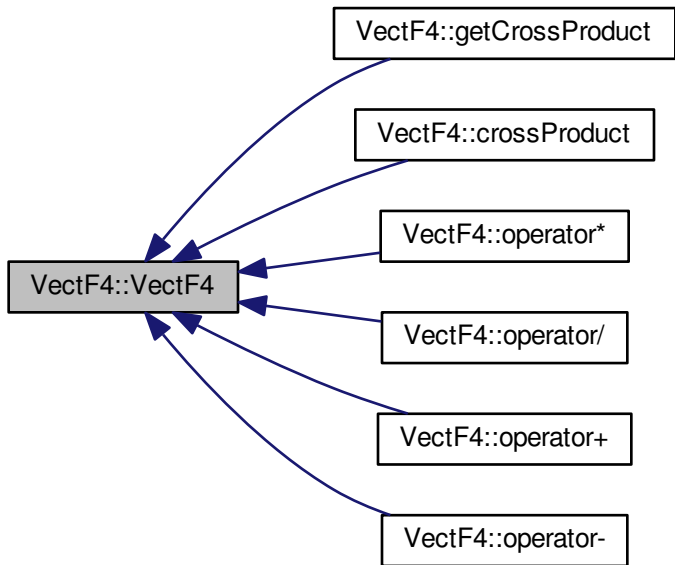 VectF4::getCrossProduct
VectF4::crossProduct
VectF4::operator*
VectF4::VectF4
VectF4::operator/
VectF4::operator+
VectF4::operator-